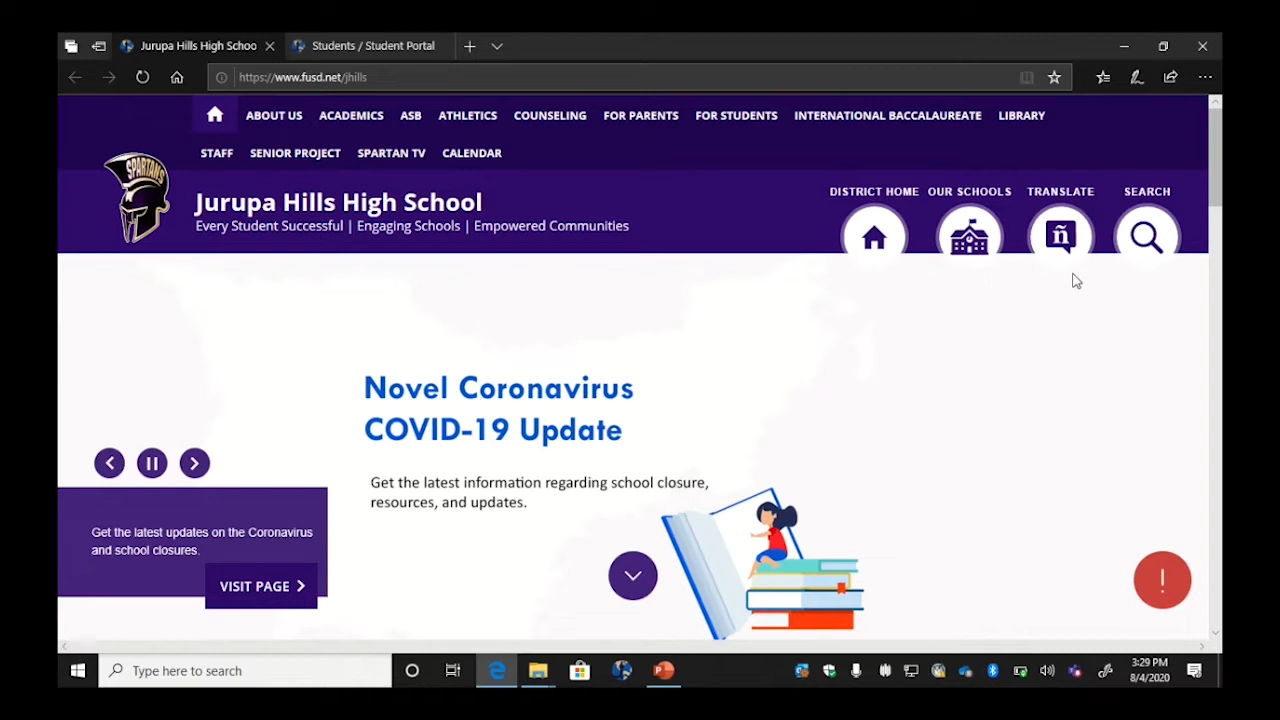 Jurupa Hills High Schoo
Students / Student Portal
https://www.fusd.net/jhills
ABOUT US ACADEMICS ASB ATHLETICS COUNSELING FOR PARENTS FOR STUDENTS INTERNATIONAL BACCALAUREATE LIBRARY
STAFF SENIOR PROJECT SPARTAN TV CALENDAR
SPARTANS
Jurupa Hills High School
Every Student Successful | Engaging Schools | Empowered Communities
DISTRICT HOME OUR SCHOOLS TRANSLATE SEARCH
ñ
Novel Coronavirus
COVID-19 Update
Get the latest information regarding school closure,
resources, and updates.
Get the latest updates on the Coronavirus
and school closures.
VISIT PAGE
!
Type here to search
3:29 PM
8/4/2020